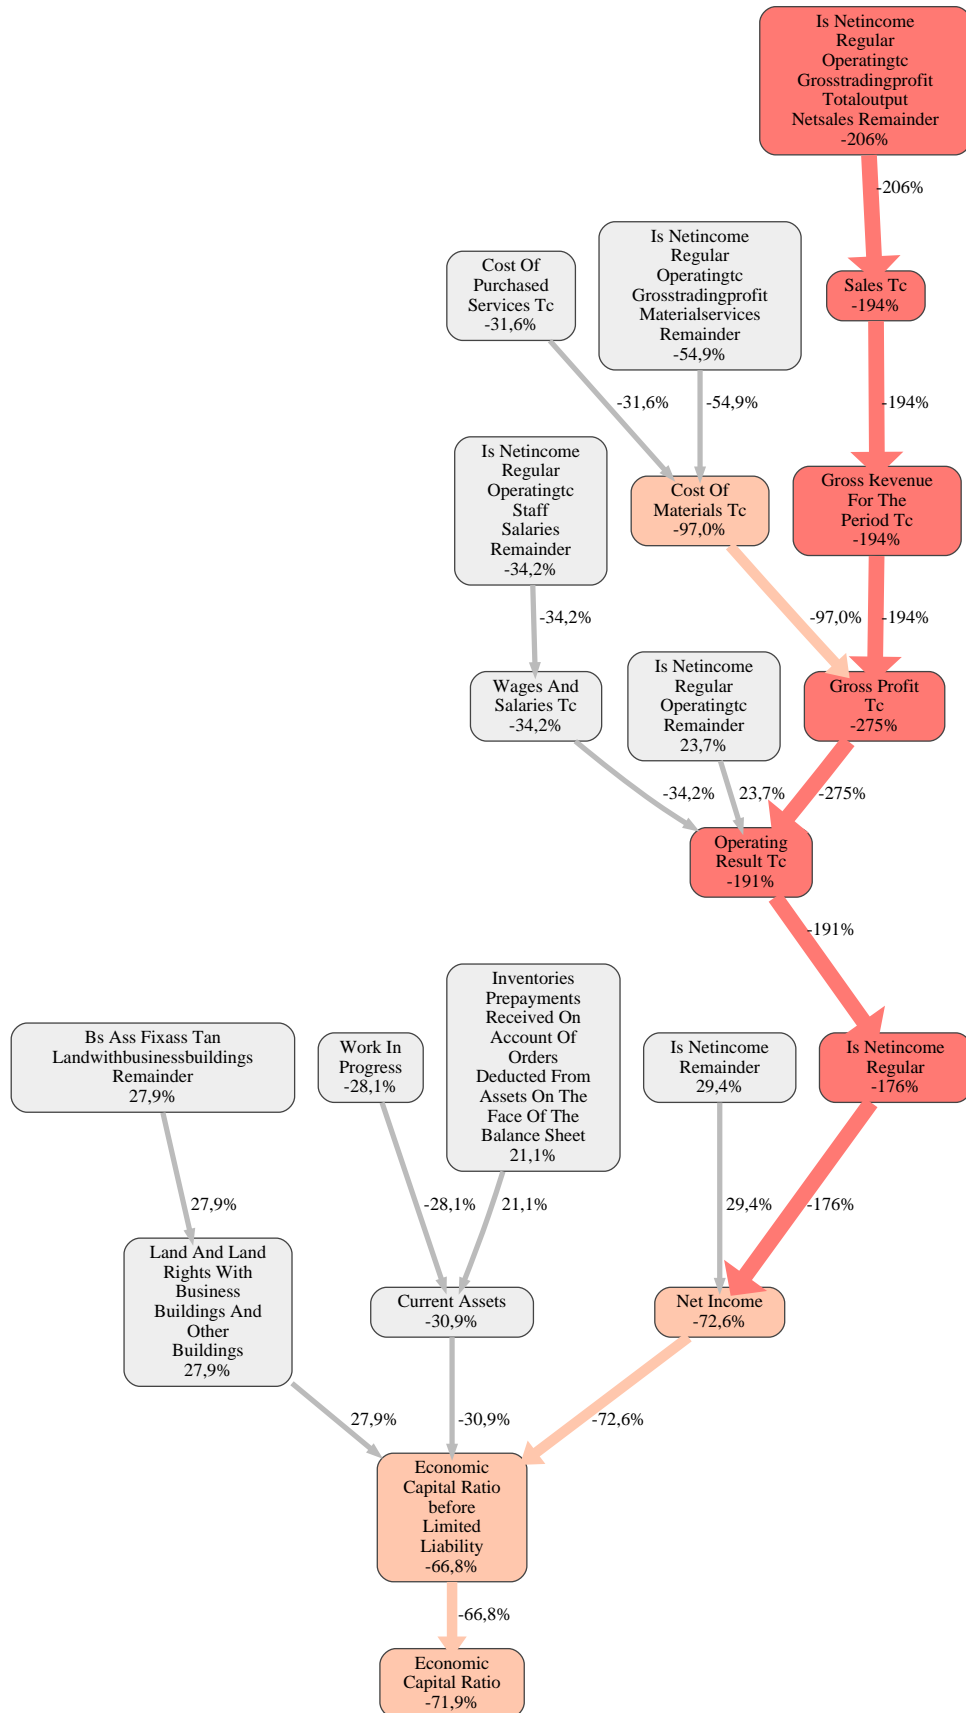 Is Netincome
Regular
Operatingtc
Grosstradingprofit
Totaloutput
Netsales Remainder
-206%
-206%
Cost Of
Purchased
Services Tc
-31,6%
Is Netincome
Regular
Operatingtc
Grosstradingprofit
Materialservices
Remainder
-54,9%
Sales Tc
-194%
-31,6%
-54,9%
-194%
Is Netincome
Regular
Operatingtc
Staff
Salaries
Remainder
-34,2%
Cost Of
Materials Tc
-97,0%
Gross Revenue
For The
Period Tc
-194%
-34,2%
-97,0%
-194%
Wages And
Salaries Tc
-34,2%
Is Netincome
Regular
Operatingtc
Remainder
23,7%
Gross Profit
Tc
-275%
-34,2%
23,7%
-275%
Operating
Result Tc
-191%
-191%
Bs Ass Fixass Tan
Landwithbusinessbuildings
Remainder
27,9%
Work In
Progress
-28,1%
Inventories
Prepayments
Received On
Account Of
Orders
Deducted From
Assets On The
Face Of The
Balance Sheet
21,1%
Is Netincome
Remainder
29,4%
Is Netincome
Regular
-176%
27,9%
-28,1%
21,1%
29,4%
-176%
Land And Land
Rights With
Business
Buildings And
Other
Buildings
27,9%
Current Assets
-30,9%
Net Income
-72,6%
27,9%
-30,9%
-72,6%
Economic
Capital Ratio
before
Limited
Liability
-66,8%
-66,8%
Economic
Capital Ratio
-71,9%